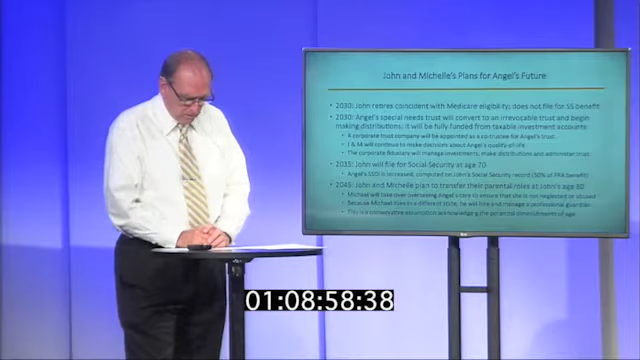 John and Michelle's Plans for Angel's Future
• 2030: John retires coincident with Medicare eligibility; does not file for SS benefit
• 2030: Angel's special needs trust will convert to an irrevocable trust and begin
making distributions; it will be fully funded from taxable investment accounts
• A corporate trust company will be appointed as a co-trustee for Angel's trust.
• J & M will continue to make decisions about Angel's quality-of-life
• The corporate fiduciary will manage investments, make distributions and administer trust
• 2035: John will file for Social Security at age 70
• Angel's SSDI is increased, computed on John's Social Security record (50% of PRA benefit)
• 2045: John and Michelle plan to transfer their parental roles at John's age 80
• Michael will take over overseeing Angel's care to ensure that she is not neglected or abused
• Because Michael lives in a different state, he will hire and manage a professional guardian
• This is a conservative assumption acknowledging the potential diminishments of age
01:08:58:38